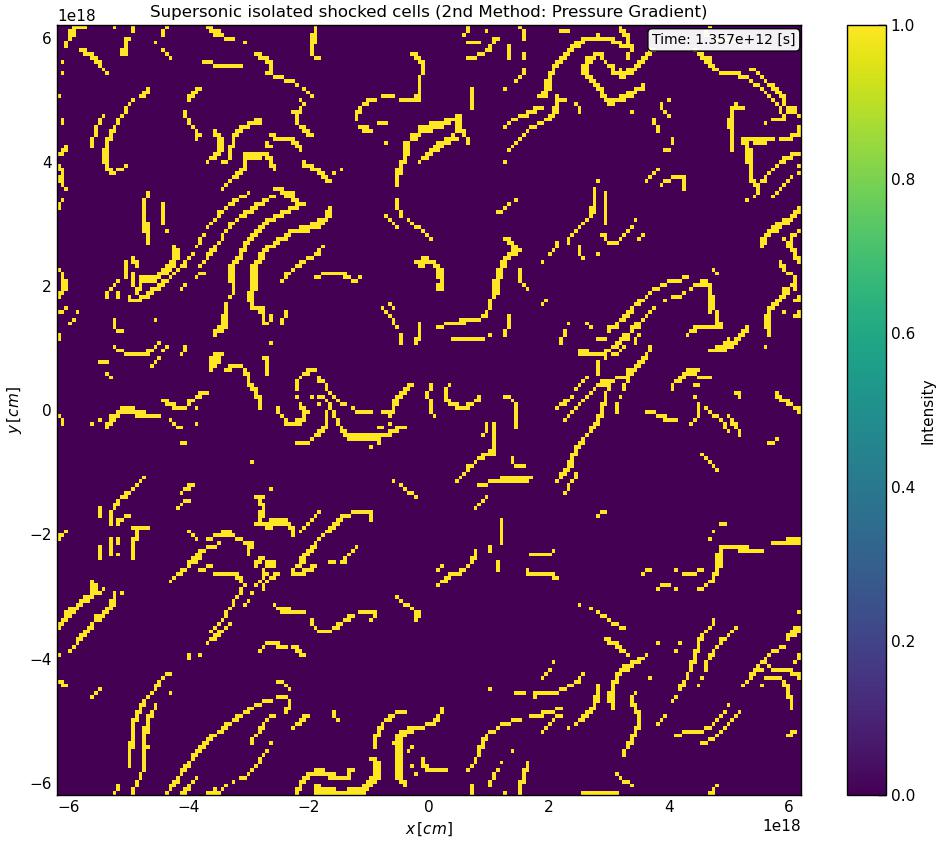 Supersonic isolated shocked cells (2nd Method: Pressure Gradient)
1e18
Time: 1.357e+12 [s]
6
4
2
0
−2
−4
−6
y [cm]
−6 −4 −2 0 2 4 6
1e18
x [cm]
1.0
0.8
0.6
0.4
0.2
0.0
Intensity